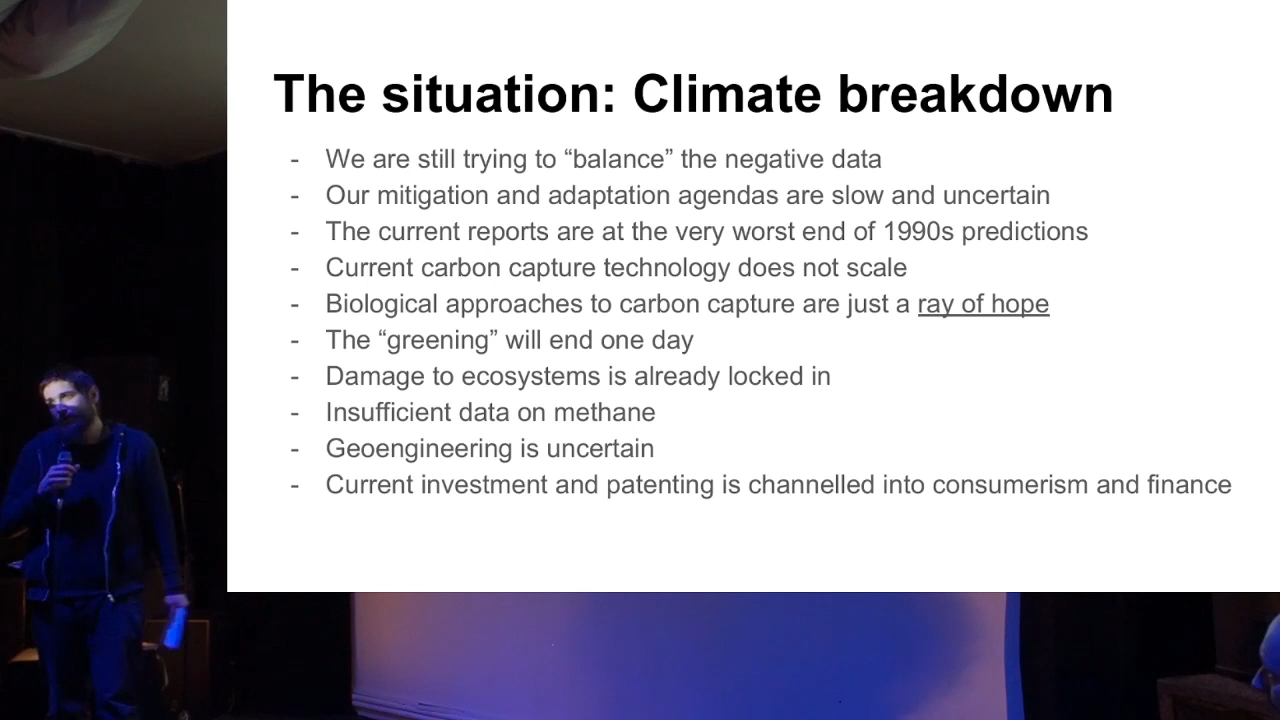 The situation: Climate breakdown
- We are still trying to “balance” the negative data
- Our mitigation and adaptation agendas are slow and uncertain
- The current reports are at the very worst end of 1990s predictions
- Current carbon capture technology does not scale
- Biological approaches to carbon capture are just a ray of hope
- The “greening” will end one day
- Damage to ecosystems is already locked in
- Insufficient data on methane
- Geoengineering is uncertain
- Current investment and patenting is channelled into consumerism and finance